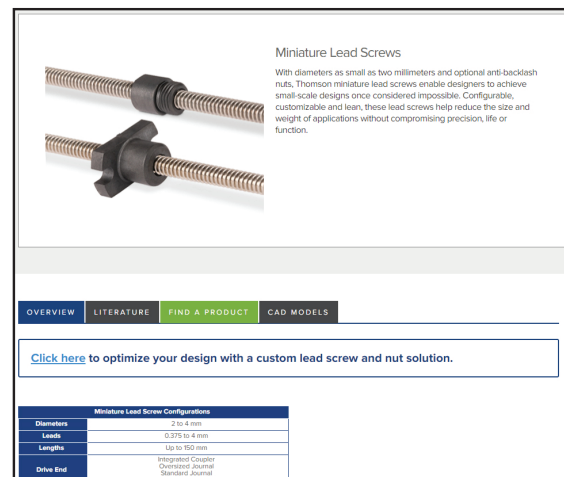 Miniature Lead Screws
With diameters as small as two millimeters and optional anti-backlash
nuts, Thomson miniature lead screws enable designers to achieve
small-scale designs once considered impossible. Configurable,
customizable and lean, these lead screws help reduce the size and
weight of applications without compromising precision, life or
function.
OVERVIEW LITERATURE FIND A PRODUCT CAD MODELS
Click here to optimize your design with a custom lead screw and nut solution.
Miniature Lead Screw Configurations
Diameters 2 to 4 mm
Leads 0.375 to 4 mm
Lengths Up to 150 mm
Integrated Coupler
Oversized Journal
Drive End
Standard Journal